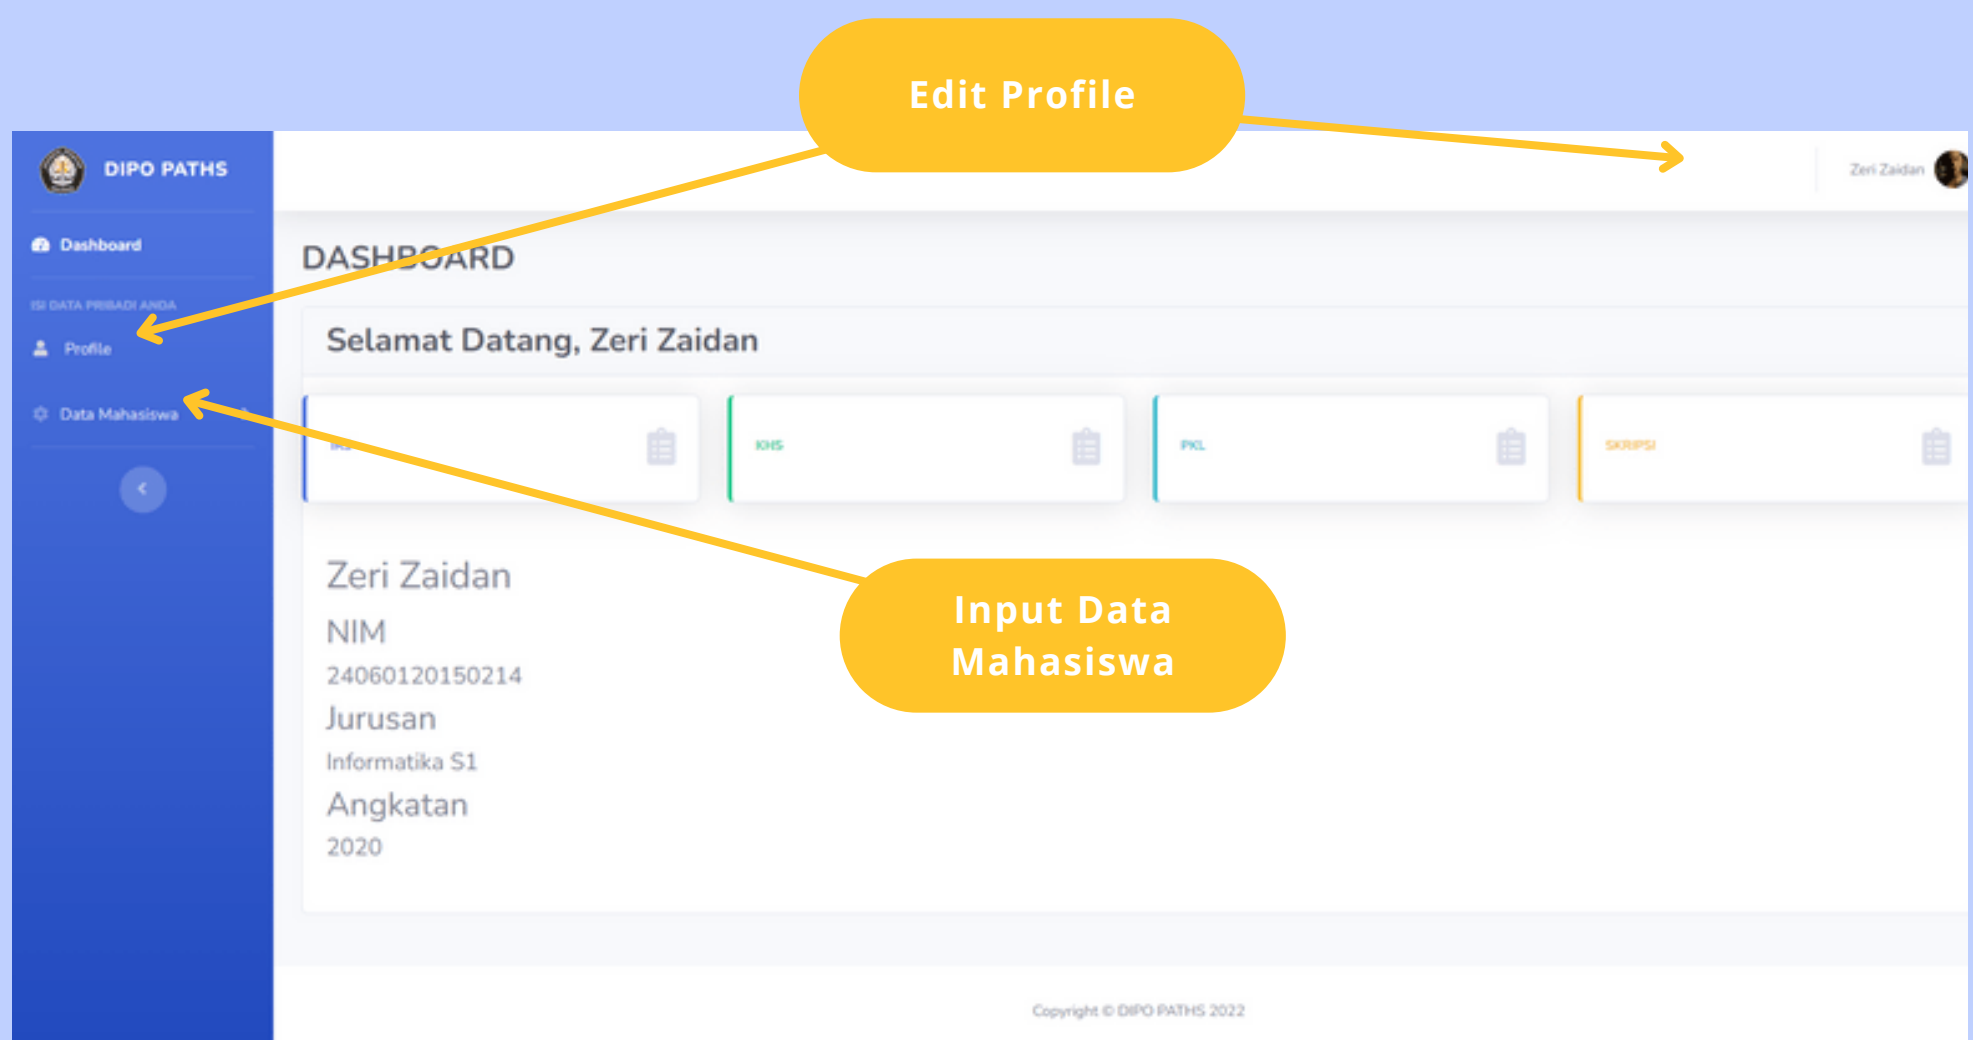 Edit Profile
DIPO PATHS
Zeri Zaidan
Dashboard
DASHBOARD
ISI DATA PRIBADI ANDA
Profile
Selamat Datang, Zeri Zaidan
Data Mahasiswa
KHS
PKL
SKRIPSI
Zeri Zaidan
NIM
24060120150214
Jurusan
Informatika S1
Angkatan
2020
Input Data
Mahasiswa
Copyright © DIPO PATHS 2022